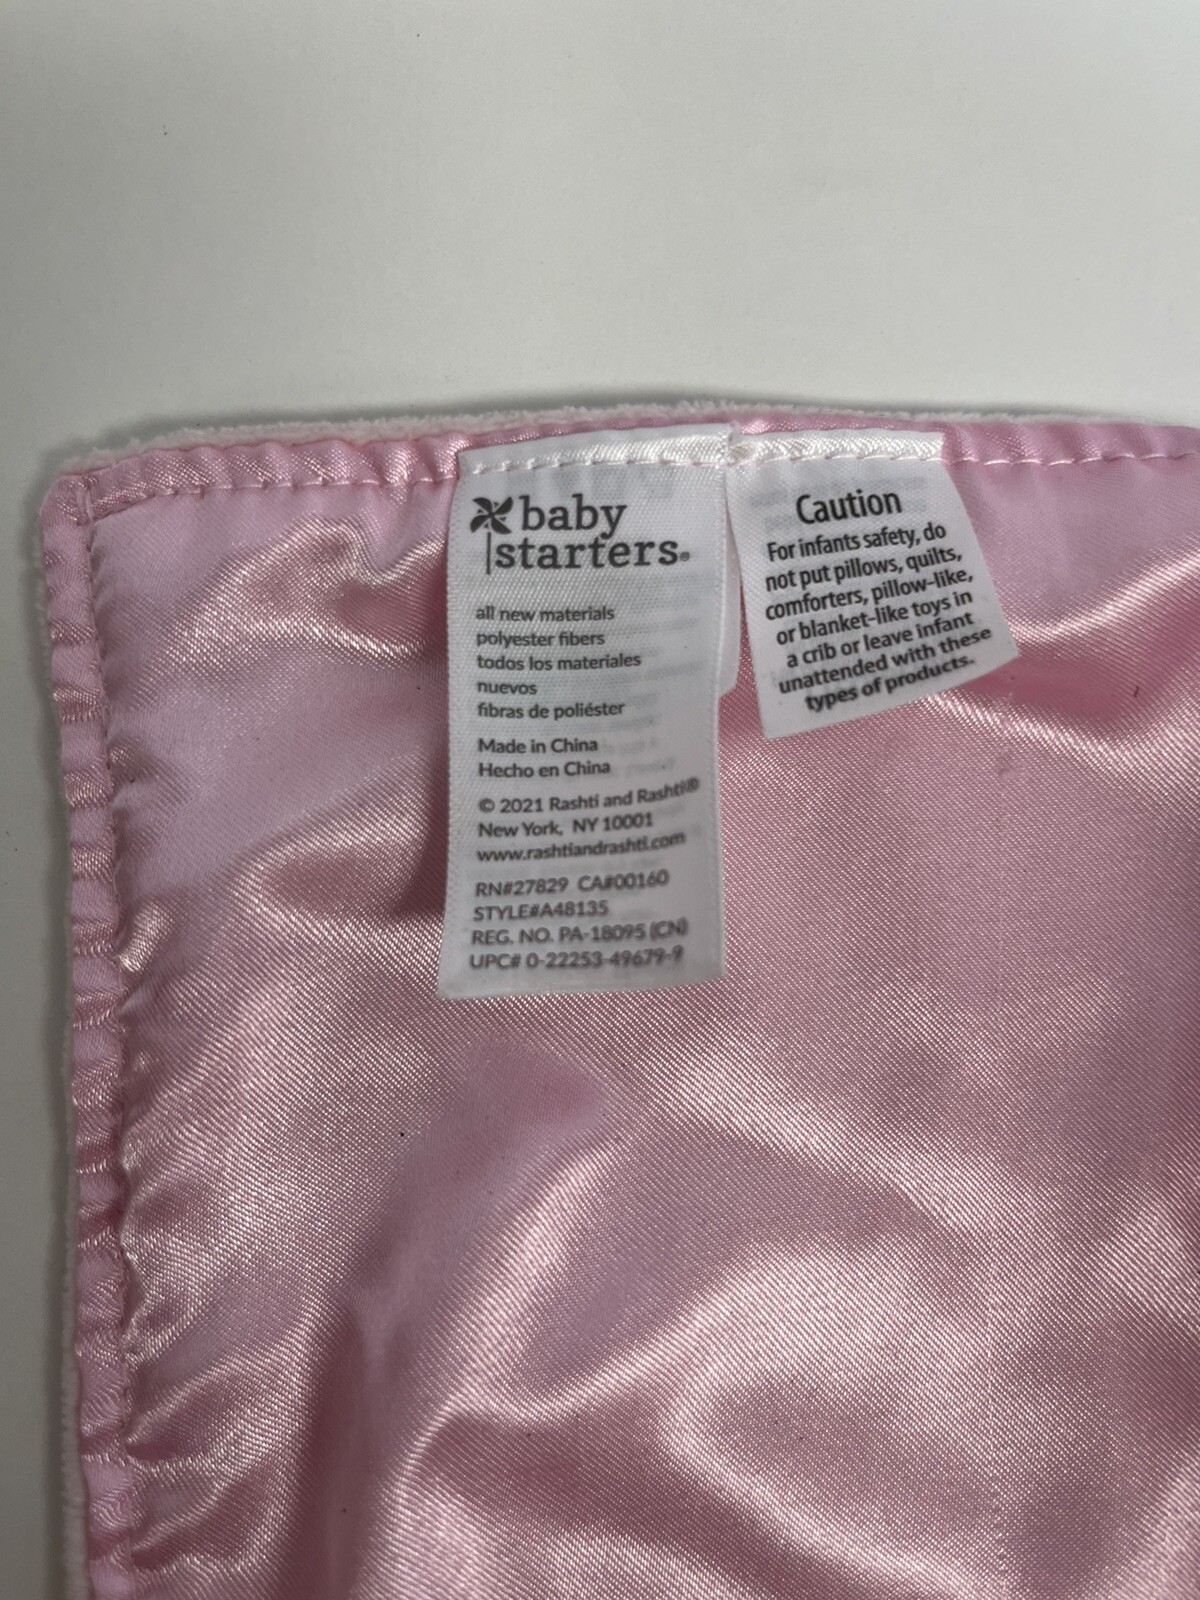 baby
starters®
all new materials
polyester fibers
todos los materiales
nuevos
fibras de poliéster
Made in China
Hecho en China
© 2021 Rashti and Rashti®
New York, NY 10001
www.rashtiandrashti.com
RN#27829 CA#00160
STYLE#A48135
REG. NO. PA-18095 (CN)
UPC# 0-22253-49679-9
Caution
For infants safety, do
not put pillows, quilts,
comforters, pillow-like,
or blanket-like toys in
a crib or leave infant
unattended with these
types of products.